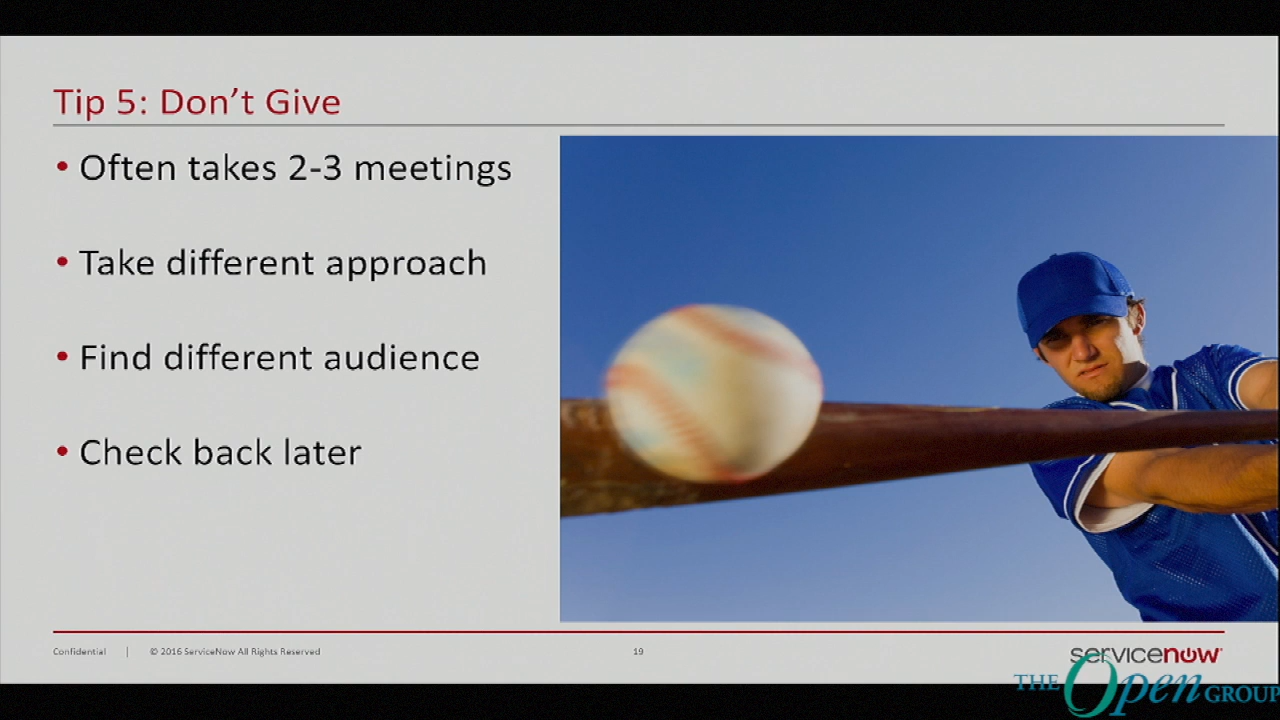 Tip 5: Don't Give
• Often takes 2-3 meetings
• Take different approach
• Find different audience
• Check back later
Confidential | © 2016 ServiceNow All Rights Reserved 19
servicenow
THE Open GROUP